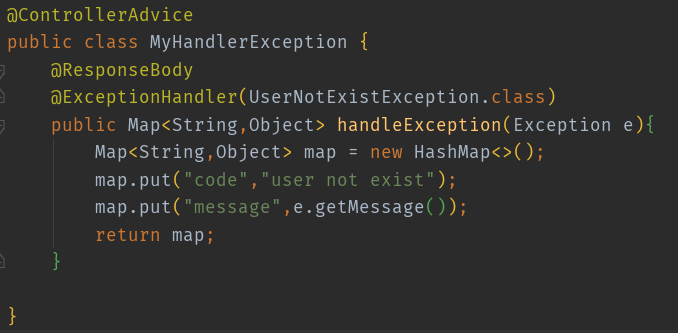 @ControllerAdvice
public class MyHandlerException {
@ResponseBody
@ExceptionHandler(UserNotExistException.class)
public Map<String,Object> handleException(Exception e){
Map<String,Object> map = new HashMap<>();
map.put("code","user not exist");
map.put("message",e.getMessage());
return map;
}
}